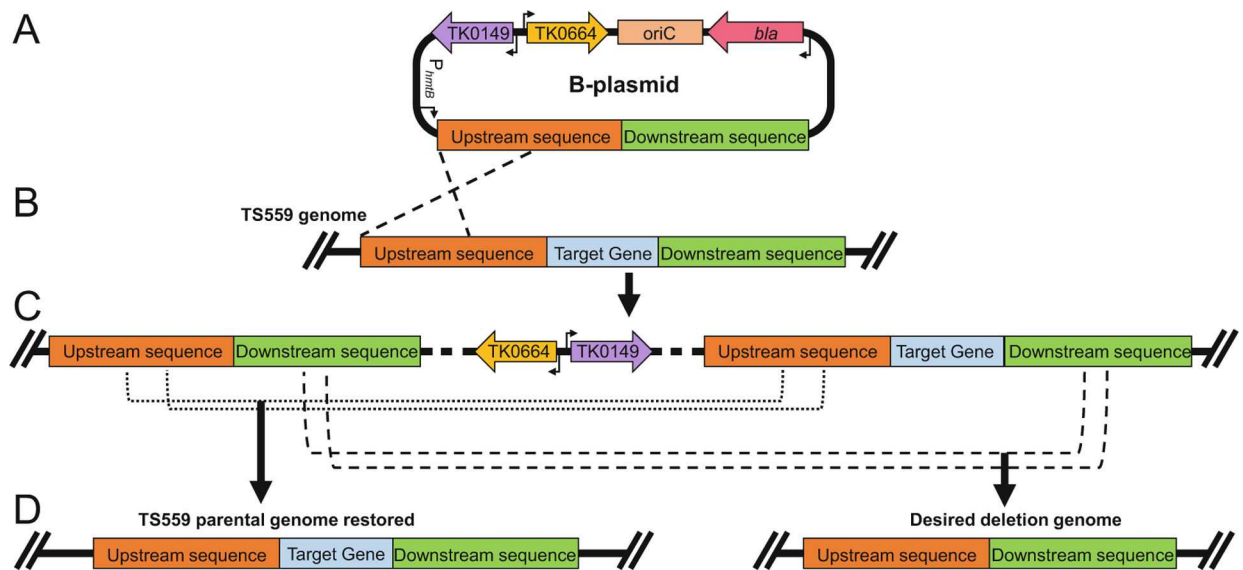 A
TK0149
TK0664
oriC
bla
P hmtB
B-plasmid
Upstream sequence
Downstream sequence
B
TS559 genome
Upstream sequence
Target Gene
Downstream sequence
C
Upstream sequence
Downstream sequence
TK0664
TK0149
Upstream sequence
Target Gene
Downstream sequence
D
TS559 parental genome restored
Desired deletion genome
Upstream sequence
Target Gene
Downstream sequence
Upstream sequence
Downstream sequence